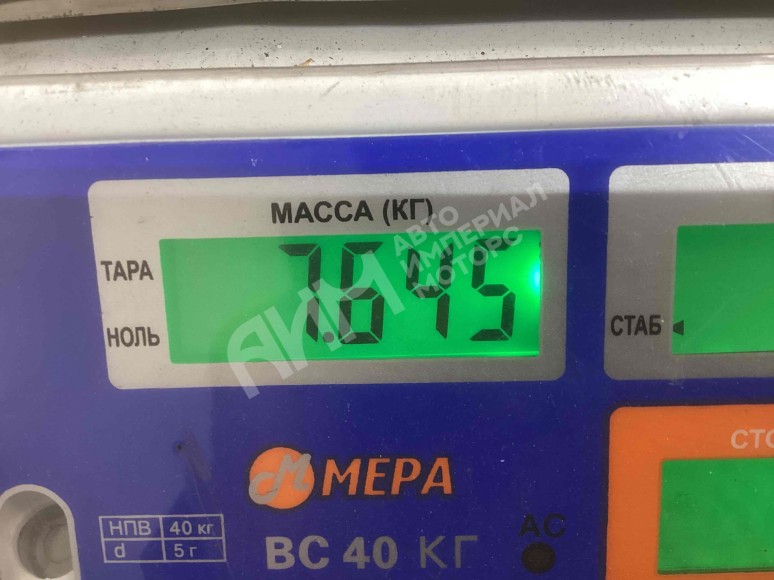 МАССА (КГ)
ТАРА
7.645
НОЛЬ
СТАБ
АИМ АВТО ИМПЕРИАЛ МОТОРС
СТО
МЕРА
НПВ 40 кг
d 5 г
ВС 40 КГ
АС